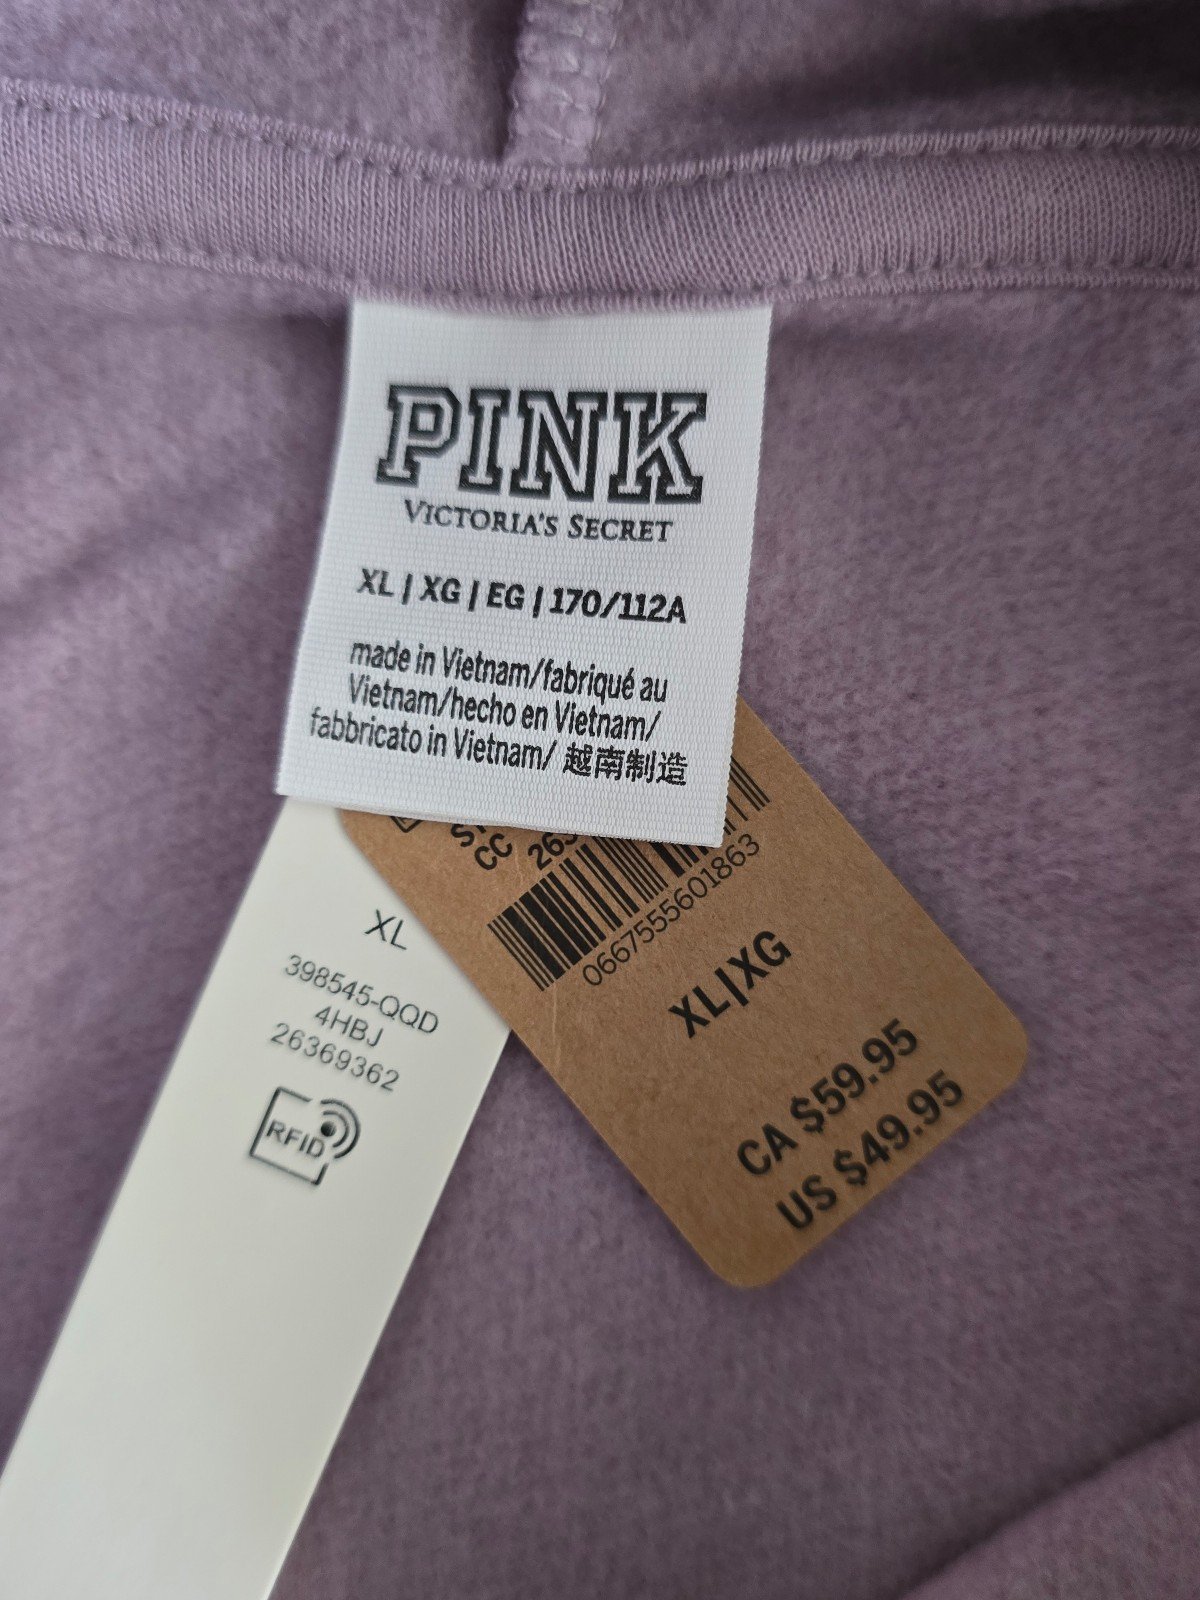 PINK
VICTORIA'S SECRET
XL | XG | EG | 170/112A
made in Vietnam/fabriqué au
Vietnam/hecho en Vietnam/
fabbricato in Vietnam/ 越南制造
CC
0667555601863
XL|XG
CA $59.95
US $49.95
XL
398545-QQD
4HBJ
26369362
RFID